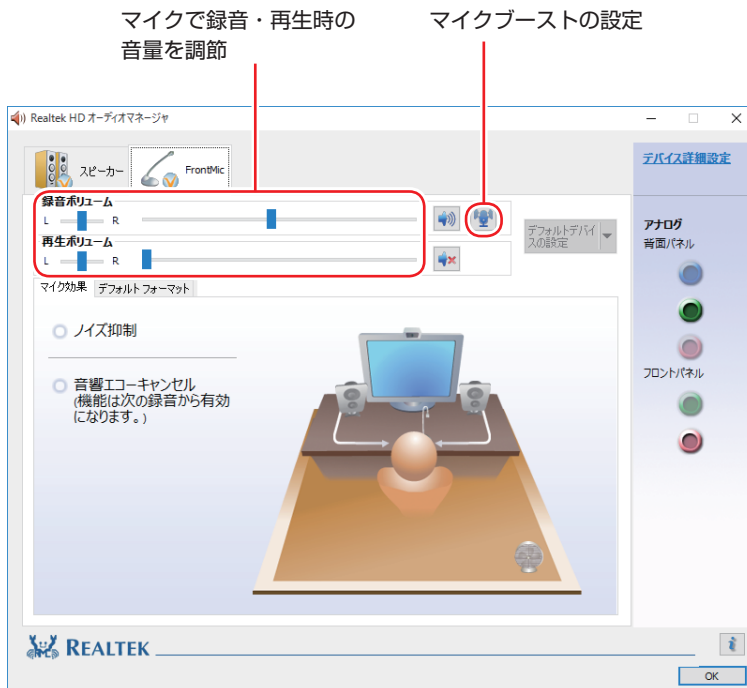 マイクで録音・再生時の
音量を調節
マイクブーストの設定
Realtek HD オーディオマネージャ
デバイス詳細設定
スピーカー
FrontMic
録音ボリューム
L
R
デフォルトデバイ
スの設定
再生ボリューム
L
R
マイク効果
デフォルトフォーマット
ノイズ抑制
音響エコーキャンセル
(機能は次の録音から有効
になります。)
アナログ
背面パネル
フロントパネル
REALTEK
i
OK